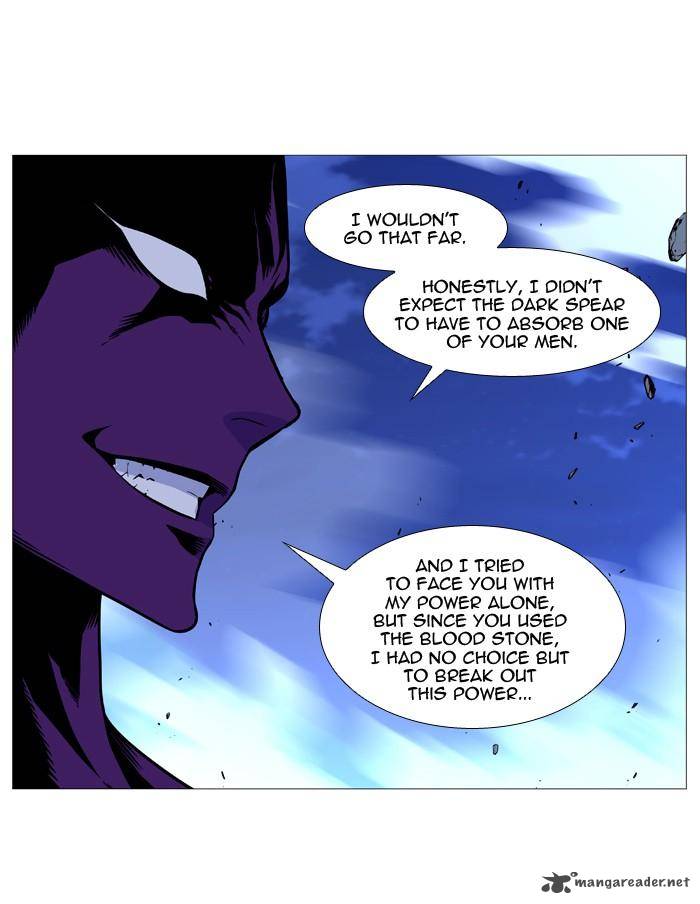 I WOULDN'T
GO THAT FAR.
HONESTLY, I DIDN'T
EXPECT THE DARK SPEAR
TO HAVE TO ABSORB ONE
OF YOUR MEN.
AND I TRIED
TO FACE YOU WITH
MY POWER ALONE,
BUT SINCE YOU USED
THE BLOOD STONE,
I HAD NO CHOICE BUT
TO BREAK OUT
THIS POWER...
mangareader.net